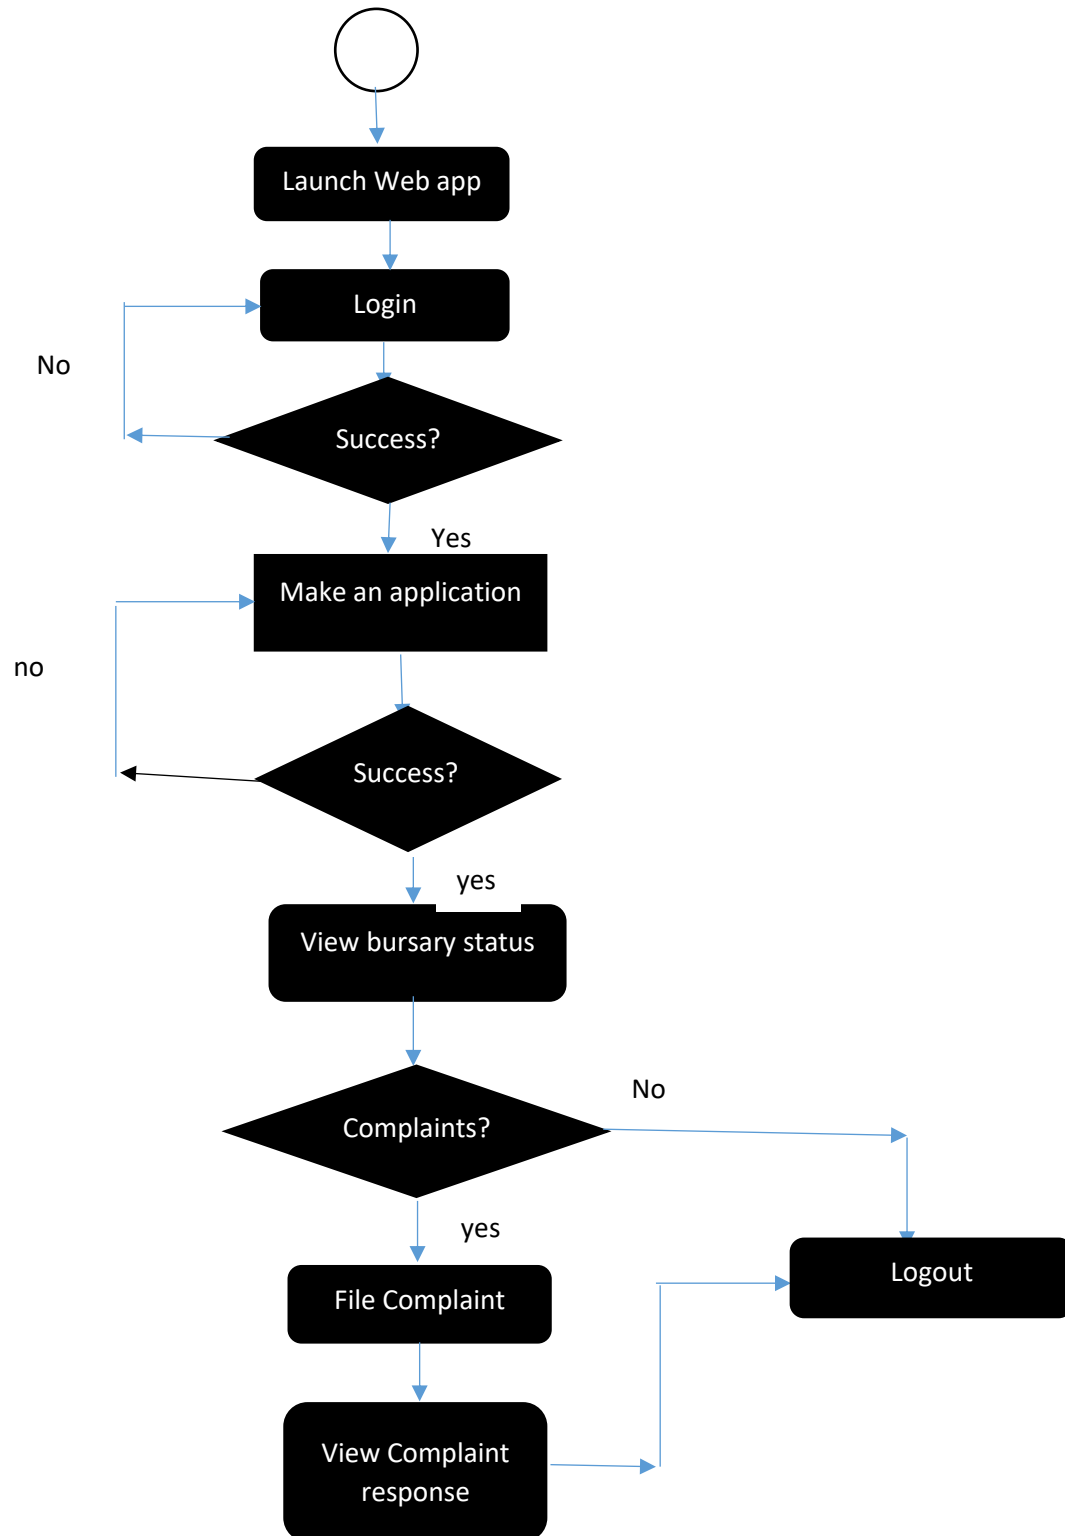 Launch Web app
Login
No
Success?
Yes
Make an application
no
Success?
yes
View bursary status
No
Complaints?
yes
Logout
File Complaint
View Complaint
response